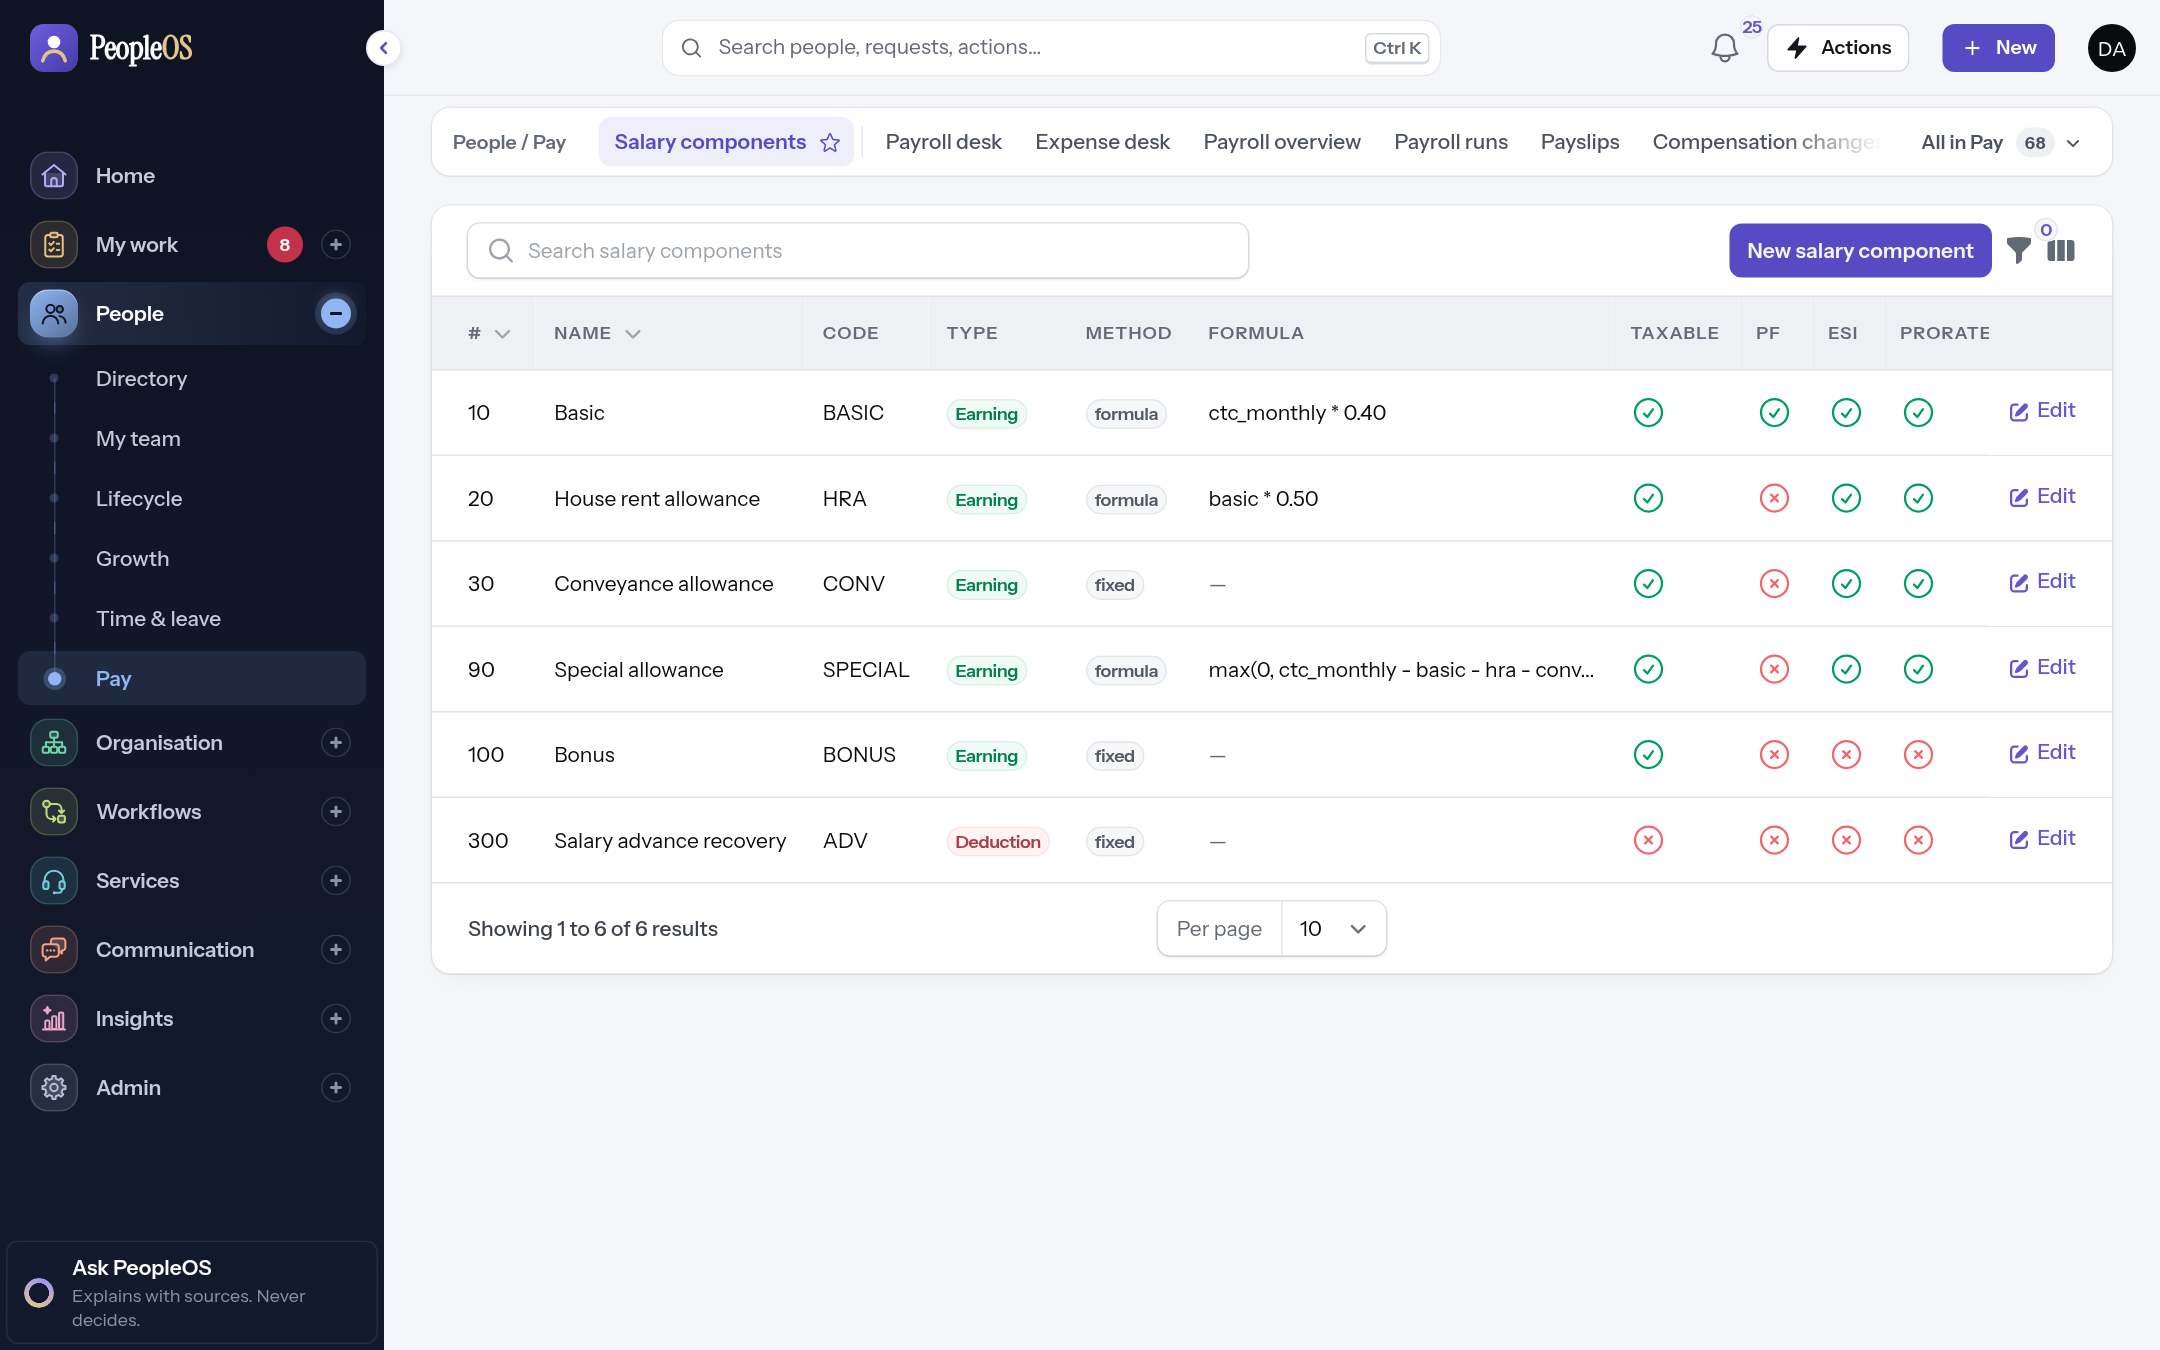 PeopleOS
Search people, requests, actions...
Ctrl K
25
Actions
New
DA
Home
My work
8
People
Directory
My team
Lifecycle
Growth
Time & leave
Pay
Organisation
Workflows
Services
Communication
Insights
Admin
Ask PeopleOS
Explains with sources. Never
decides.
People / Pay
Salary components
Payroll desk
Expense desk
Payroll overview
Payroll runs
Payslips
Compensation changes
All in Pay
68
Search salary components
New salary component
0
# NAME CODE TYPE METHOD FORMULA TAXABLE PF ESI PRORATE
10 Basic BASIC Earning formula ctc_monthly * 0.40 Edit
20 House rent allowance HRA Earning formula basic * 0.50 Edit
30 Conveyance allowance CONV Earning fixed — Edit
90 Special allowance SPECIAL Earning formula max(0, ctc_monthly - basic - hra - conv... Edit
100 Bonus BONUS Earning fixed — Edit
300 Salary advance recovery ADV Deduction fixed — Edit
Showing 1 to 6 of 6 results
Per page 10